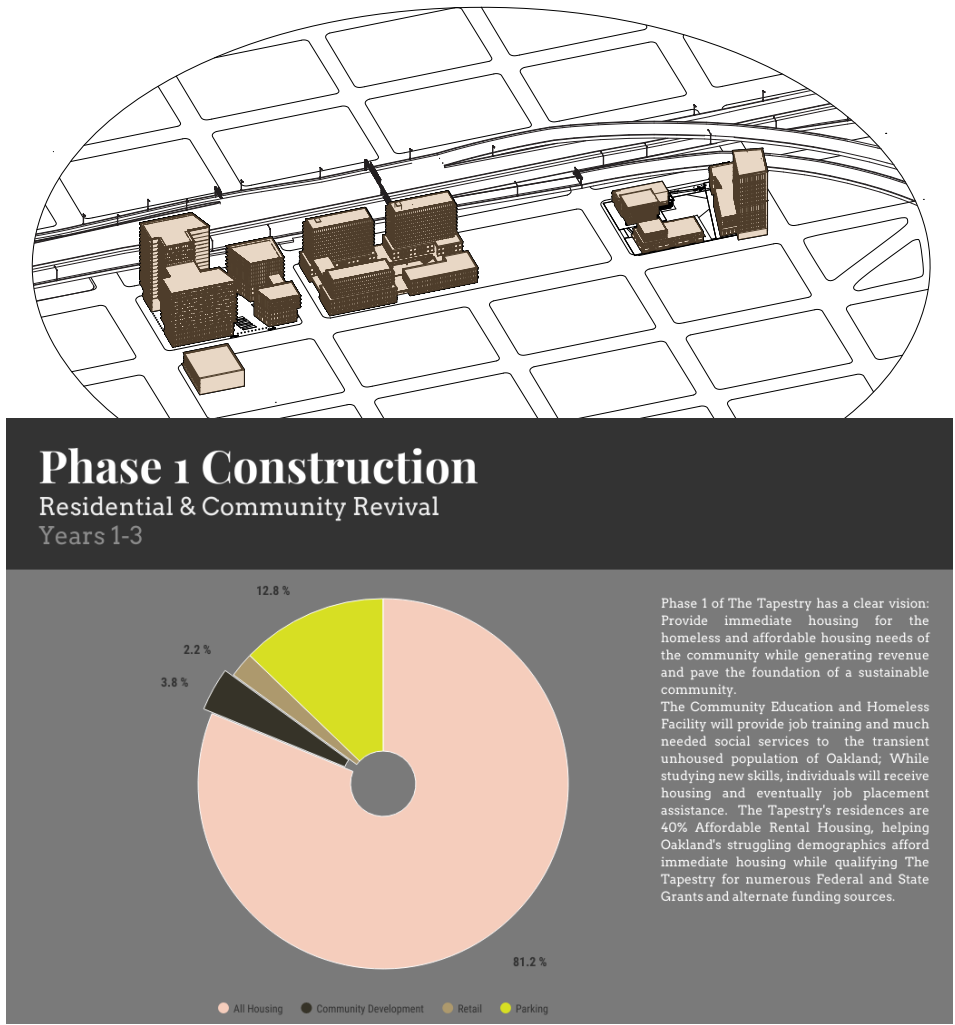 Phase 1 Construction
Residential & Community Revival
Years 1-3
12.8 %
2.2 %
3.8 %
81.2 %
All Housing
Community Development
Retail
Parking
Phase 1 of The Tapestry has a clear vision:
Provide immediate housing for the
homeless and affordable housing needs of
the community while generating revenue
and pave the foundation of a sustainable
community.
The Community Education and Homeless
Facility will provide job training and much
needed social services to the transient
unhoused population of Oakland; While
studying new skills, individuals will receive
housing and eventually job placement
assistance. The Tapestry's residences are
40% Affordable Rental Housing, helping
Oakland's struggling demographics afford
immediate housing while qualifying The
Tapestry for numerous Federal and State
Grants and alternate funding sources.